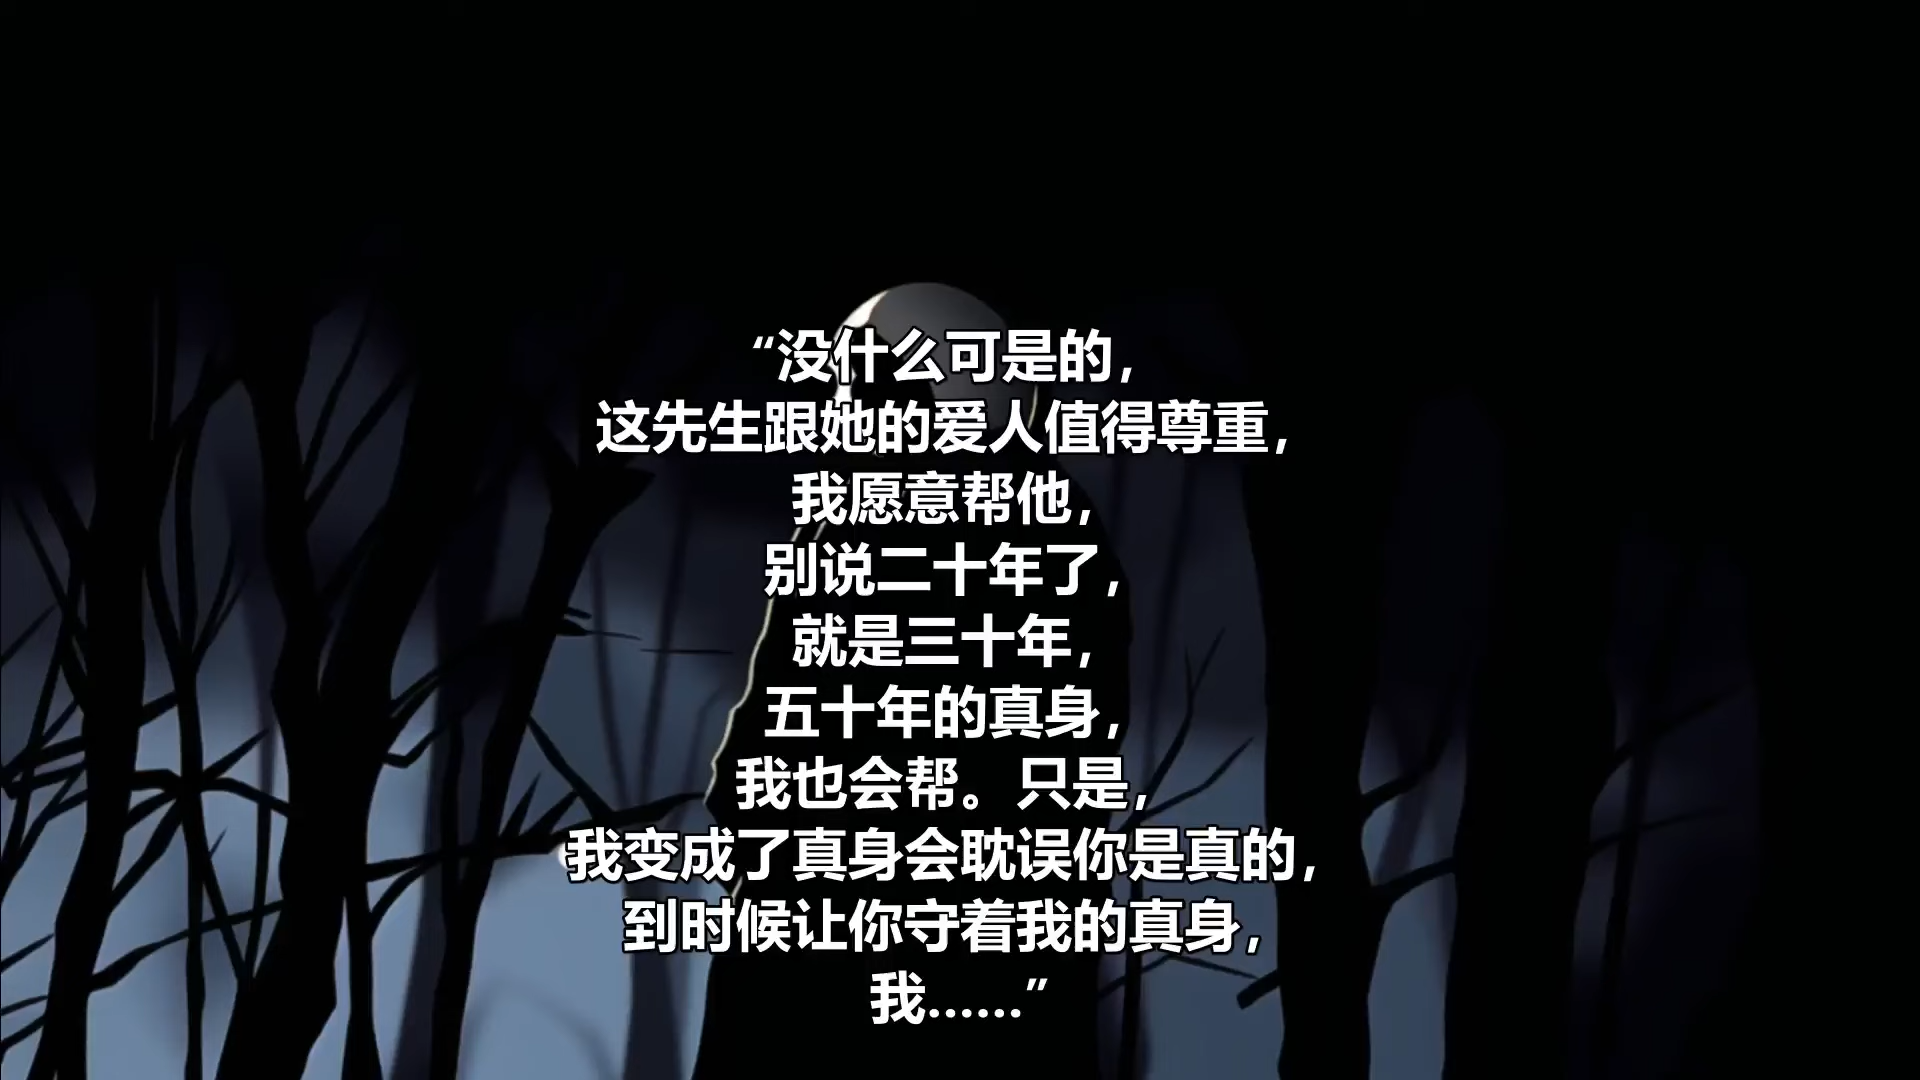 “没什么可是的，
这先生跟她的爱人值得尊重，
我愿意帮他，
别说二十年了，
就是三十年，
五十年的真身，
我也会帮。只是，
我变成了真身会耽误你是真的，
到时候让你守着我的真身，
我……”